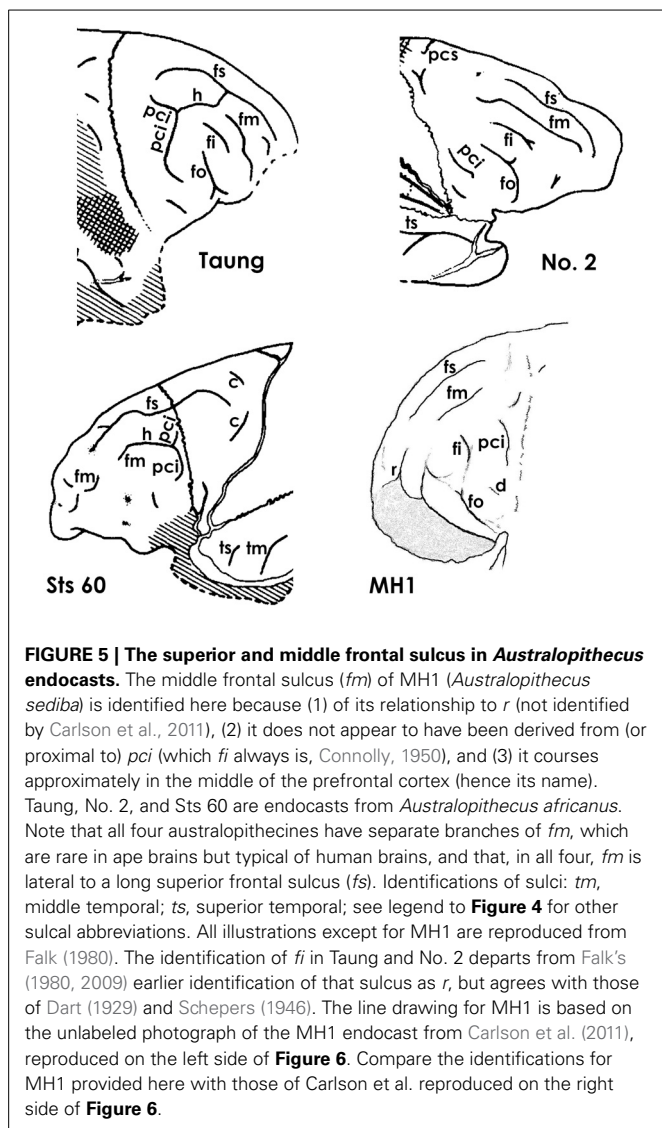 fs
h
pci
pci
fm
fi
fo
Taung
pcs
fs
fm
fi
pci
fo
ts
No. 2
fs
c
c
h
pci
fm
pci
fm
ts
tm
Sts 60
fs
fm
fi
pci
r
d
fo
MH1
FIGURE 5 | The superior and middle frontal sulcus in Australopithecus
endocasts. The middle frontal sulcus (fm) of MH1 (Australopithecus
sediba) is identified here because (1) of its relationship to r (not identified
by Carlson et al., 2011), (2) it does not appear to have been derived from (or
proximal to) pci (which fi always is, Connolly, 1950), and (3) it courses
approximately in the middle of the prefrontal cortex (hence its name).
Taung, No. 2, and Sts 60 are endocasts from Australopithecus africanus.
Note that all four australopithecines have separate branches of fm, which
are rare in ape brains but typical of human brains, and that, in all four, fm is
lateral to a long superior frontal sulcus (fs). Identifications of sulci: tm,
middle temporal; ts, superior temporal; see legend to Figure 4 for other
sulcal abbreviations. All illustrations except for MH1 are reproduced from
Falk (1980). The identification of fi in Taung and No. 2 departs from Falk's
(1980, 2009) earlier identification of that sulcus as r, but agrees with those
of Dart (1929) and Schepers (1946). The line drawing for MH1 is based on
the unlabeled photograph of the MH1 endocast from Carlson et al. (2011),
reproduced on the left side of Figure 6. Compare the identifications for
MH1 provided here with those of Carlson et al. reproduced on the right
side of Figure 6.